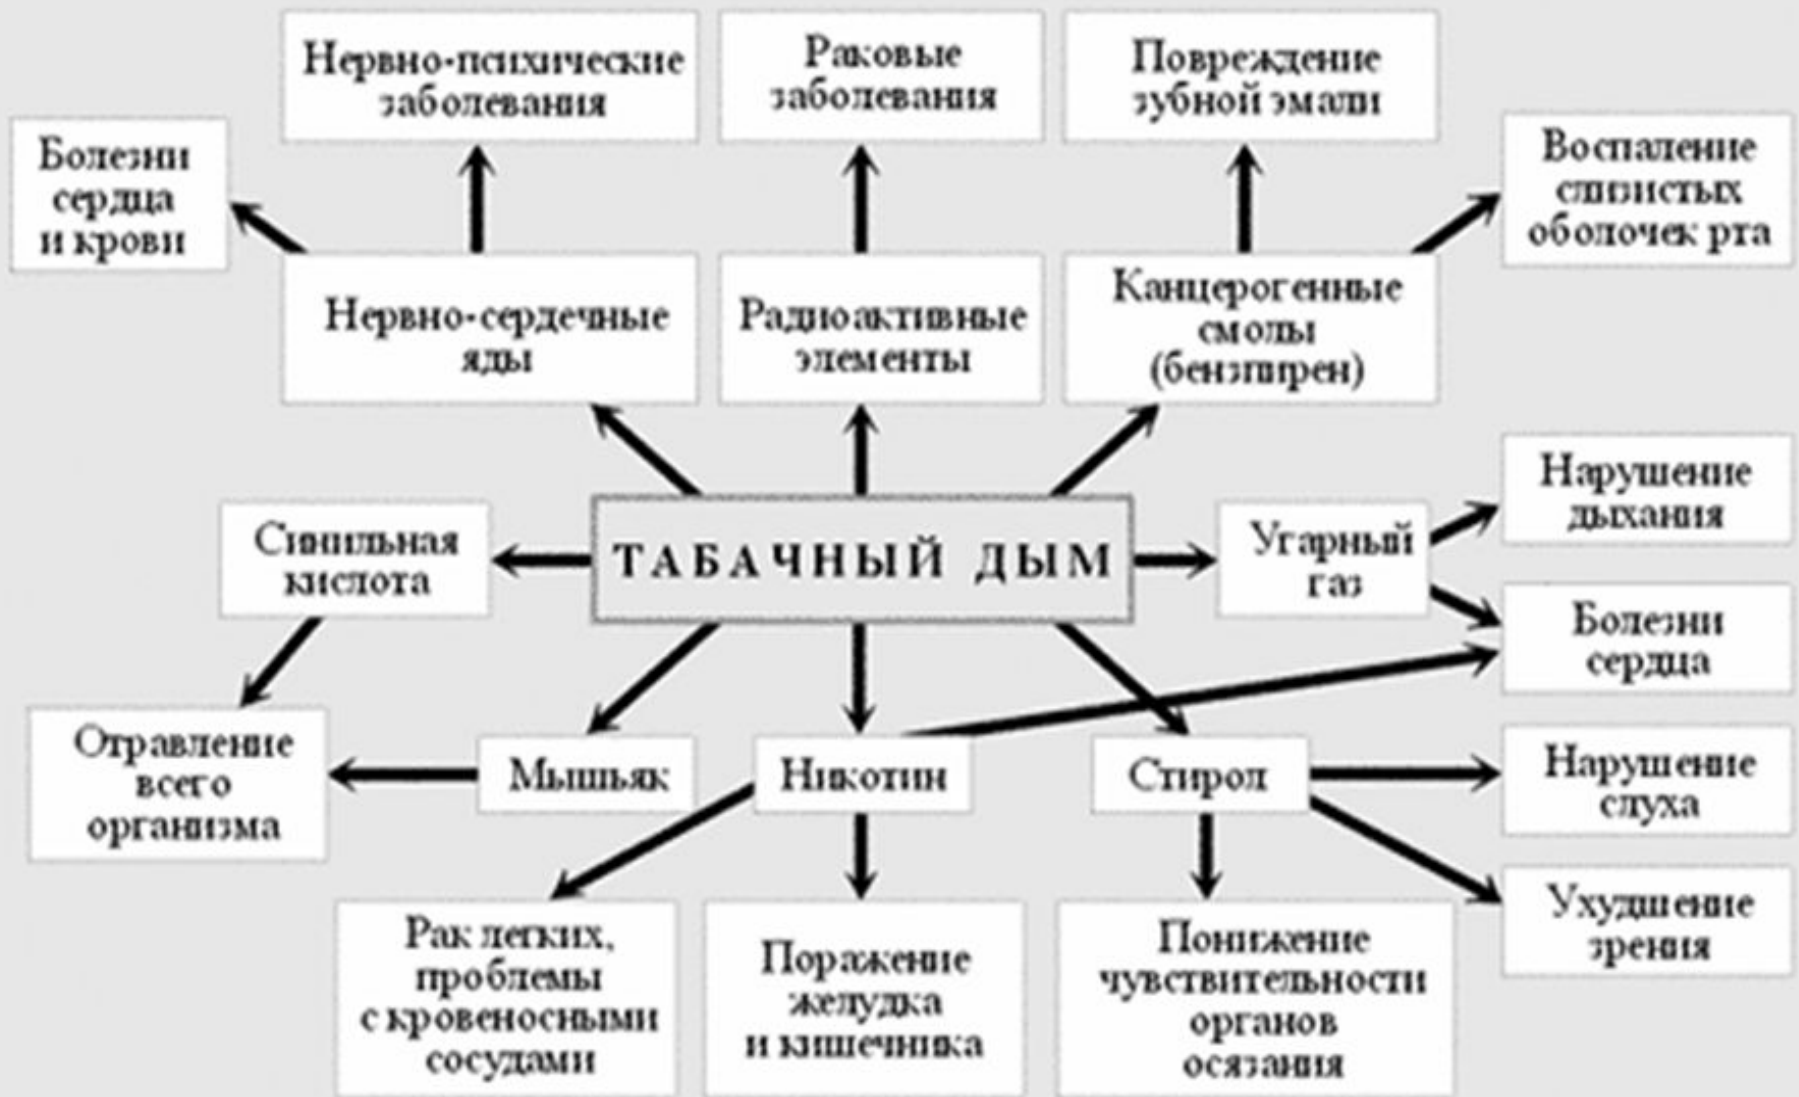 Нервно-психические
заболевания
Раковые
заболевания
Повреждение
зубной эмали
Болезни
сердца
и крови
Воспаление
слизистых
оболочек рта
Нервно-сердечные
яды
Радиоактивные
элементы
Канцерогенные
смолы
(бензпирен)
Нарушение
дыхания
Синильная
кислота
ТАБАЧНЫЙ ДЫМ
Угарный
газ
Болезни
сердца
Отравление
всего
организма
Мышьяк
Никотин
Стирол
Нарушение
слуха
Ухудшение
зрения
Рак легких,
проблемы
с кровеносными
сосудами
Поражение
желудка
и кишечника
Понижение
чувствительности
органов
осязания